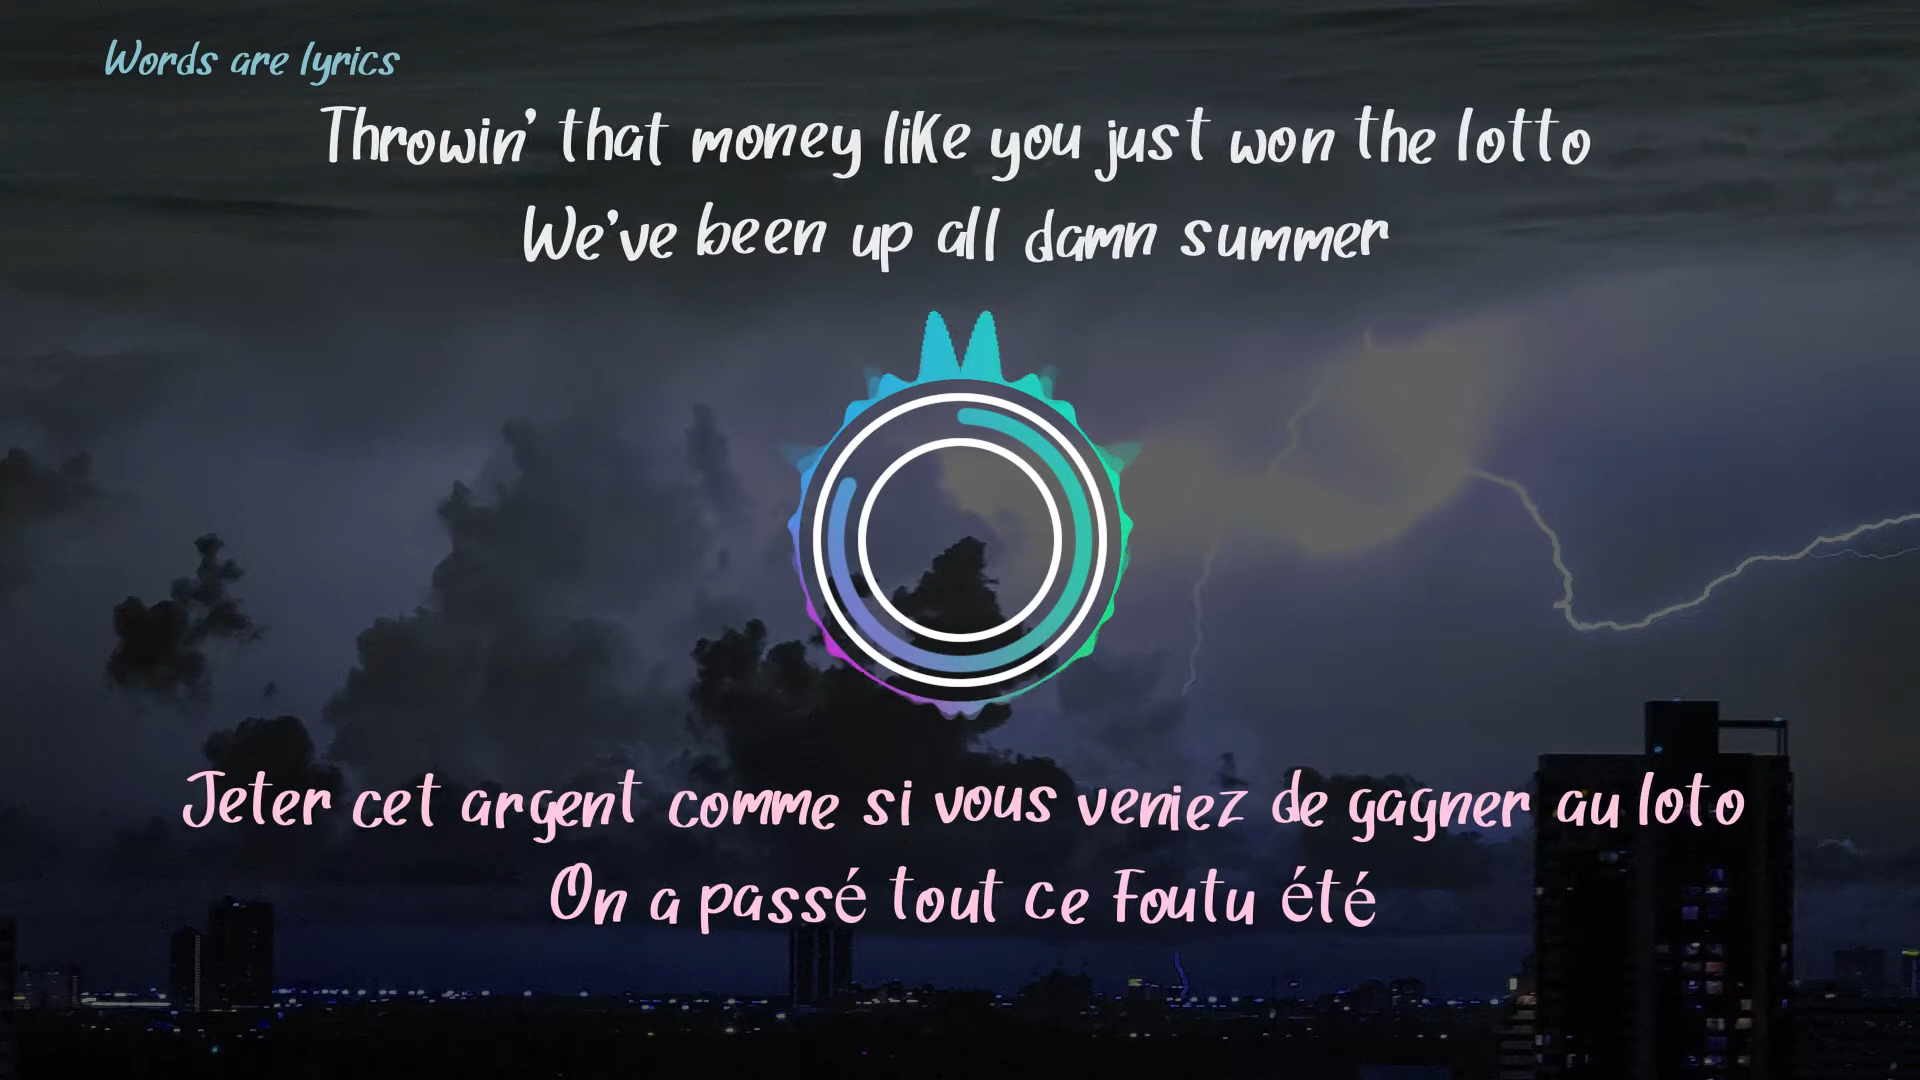 Words are lyrics
Throwin' that money like you just won the lotto
We've been up all damn summer
Jeter cet argent comme si vous veniez de gagner au loto
On a passé tout ce foutu été